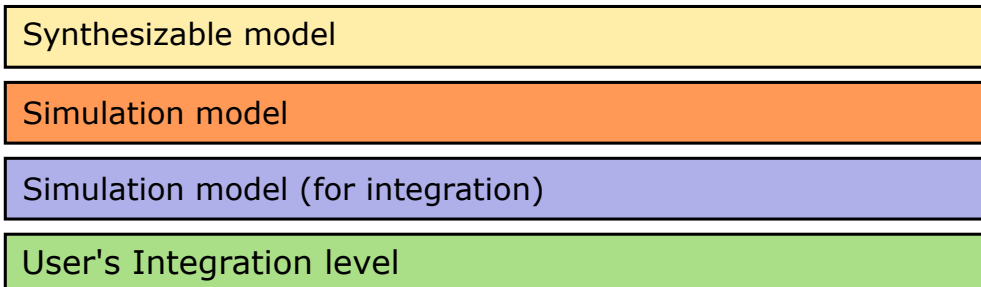 Synthesizable model
Simulation model
Simulation model (for integration)
User's Integration level